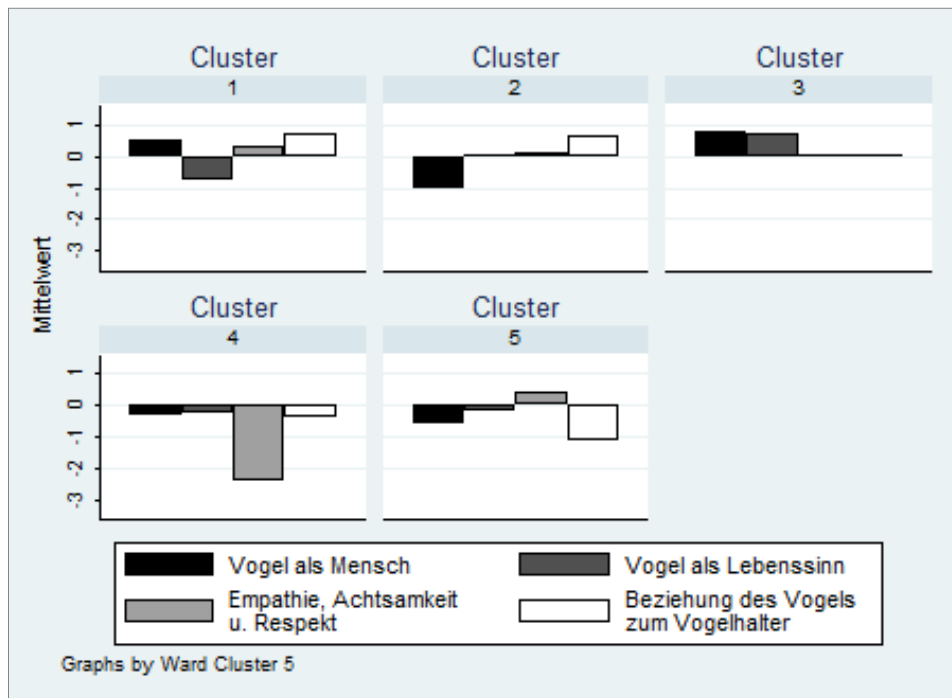 Cluster
1
Cluster
2
Cluster
3
1
0
-1
-2
-3
Mittelwert
Cluster
4
Cluster
5
1
0
-1
-2
-3
Vogel als Mensch
Vogel als Lebenssinn
Empathie, Achtsamkeit
u. Respekt
Beziehung des Vogels
zum Vogelhalter
Graphs by Ward Cluster 5